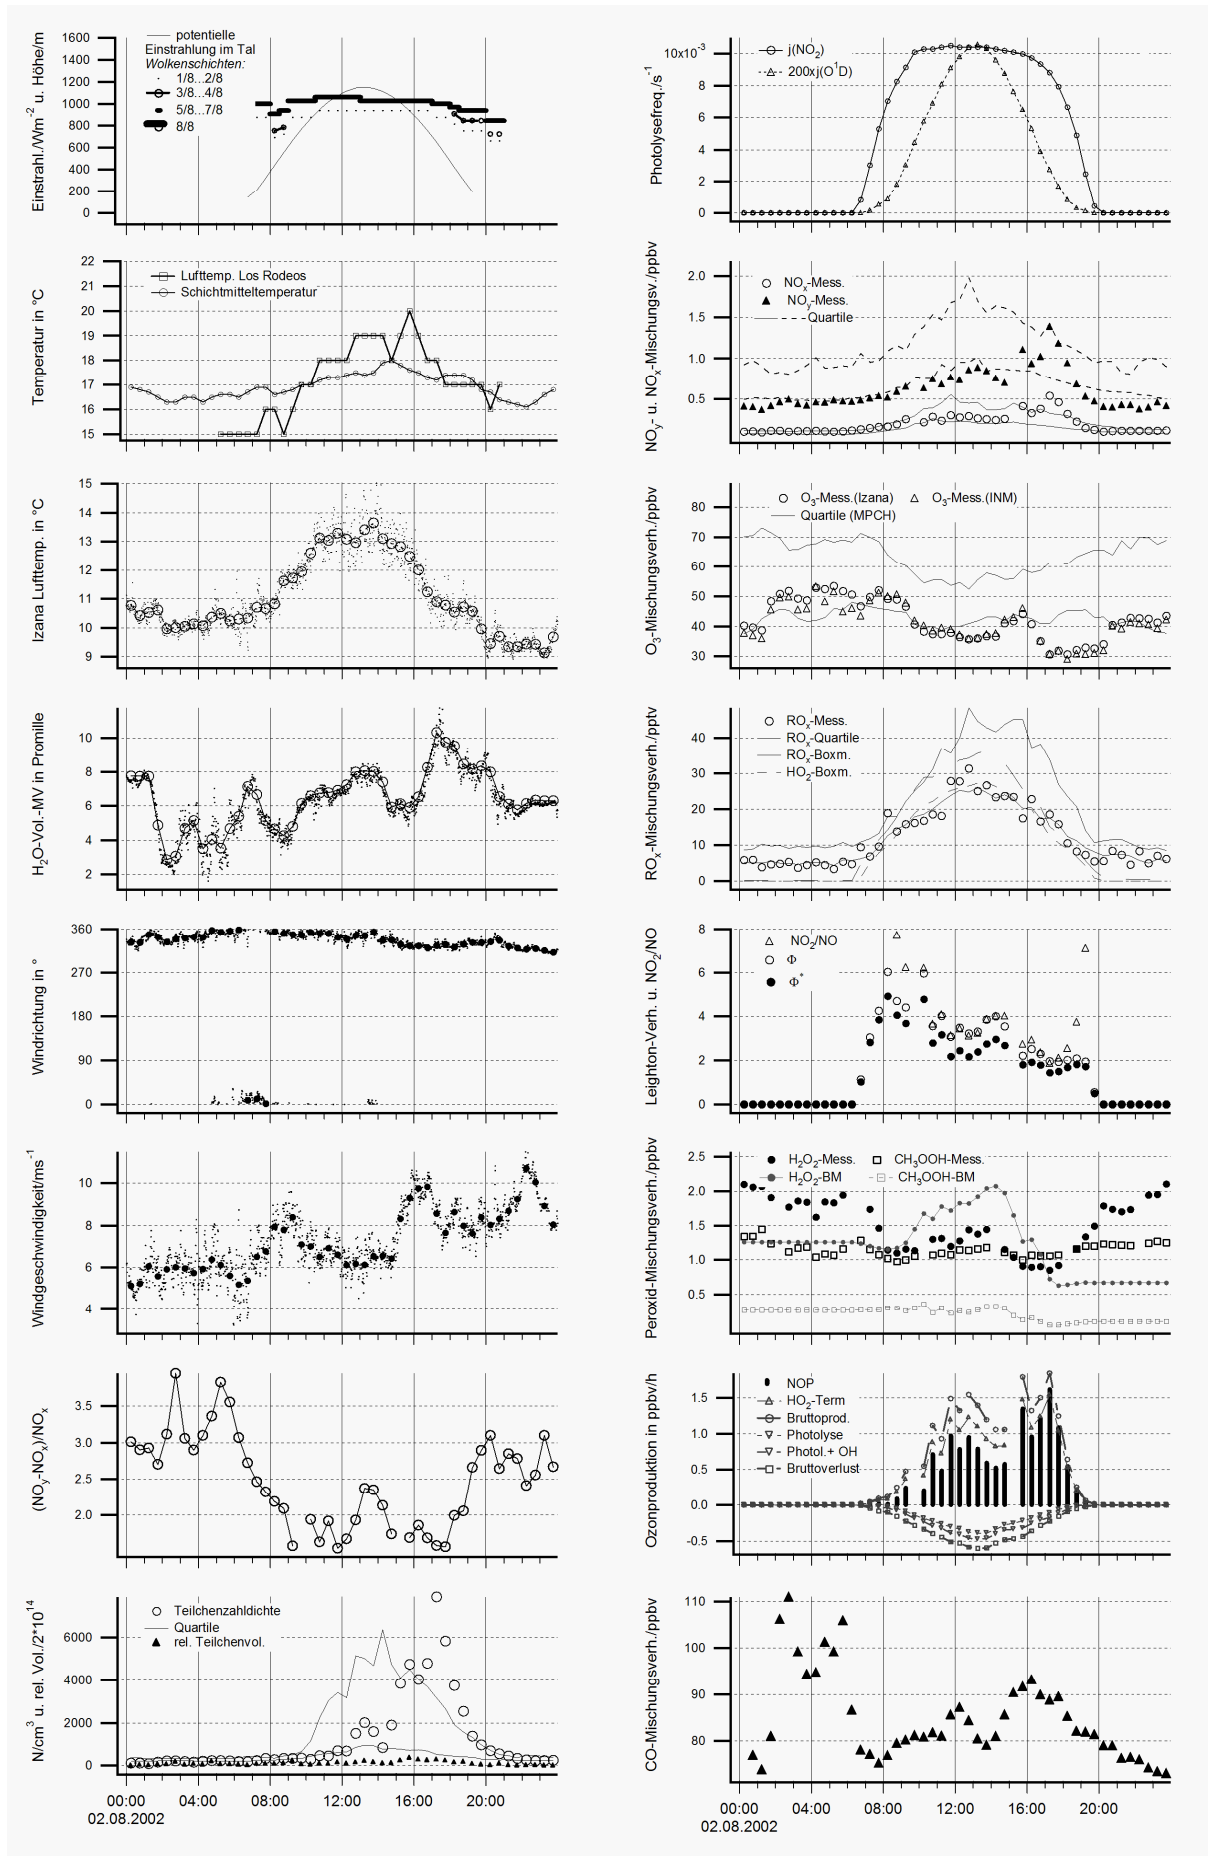 Einstrahl./Wm⁻² u. Höhe/m
1600
1400
1200
1000
800
600
400
200
0
potentielle
Einstrahlung im Tal
Wolkenschichten:
1/8...2/8
3/8...4/8
5/8...7/8
8/8
Temperatur in °C
22
21
20
19
18
17
16
15
Lufttemp. Los Rodeos
Schichtmitteltemperatur
Izana Lufttemp. in °C
15
14
13
12
11
10
9
H₂O-Vol.-MV in Promille
10
8
6
4
2
Windrichtung in °
360
270
180
90
0
Windgeschwindigkeit/ms⁻¹
10
8
6
4
(NOy-NOx)/NOx
3.5
3.0
2.5
2.0
N/cm³ u. rel. Vol./2*10¹⁴
6000
4000
2000
0
Teilchenzahldichte
Quartile
rel. Teilchenvol.
00:00
04:00
08:00
12:00
16:00
20:00
02.08.2002
Photolysefreq./s⁻¹
10x10⁻³
8
6
4
2
0
j(NO₂)
200xj(O¹D)
NOy- u. NOx-Mischungsv./ppbv
2.0
1.5
1.0
0.5
NOx-Mess.
NOy-Mess.
Quartile
O₃-Mischungsverh./ppbv
80
70
60
50
40
30
O₃-Mess.(Izana)
O₃-Mess.(INM)
Quartile (MPCH)
ROx-Mischungsverh./pptv
40
30
20
10
0
ROx-Mess.
ROx-Quartile
ROx-Boxm.
HO₂-Boxm.
Leighton-Verh. u. NO₂/NO
8
6
4
2
0
NO₂/NO
Φ
Φ*
Peroxid-Mischungsverh./ppbv
2.5
2.0
1.5
1.0
0.5
H₂O₂-Mess.
CH₃OOH-Mess.
H₂O₂-BM
CH₃OOH-BM
Ozonproduktion in ppbv/h
1.5
1.0
0.5
0.0
-0.5
NOP
HO₂-Term
Bruttoprod.
Photolyse
Photol.+ OH
Bruttoverlust
CO-Mischungsverh./ppbv
110
100
90
80
00:00
04:00
08:00
12:00
16:00
20:00
02.08.2002